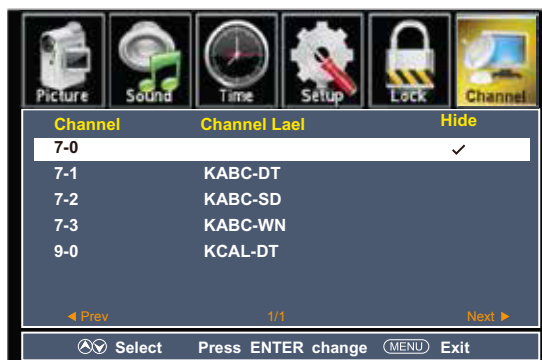 Picture Sound Time Setup Lock Channel
Channel Channel Lael Hide
7-0
7-1 KABC-DT
7-2 KABC-SD
7-3 KABC-WN
9-0 KCAL-DT
Prev 1/1 Next
Select Press ENTER change MENU Exit